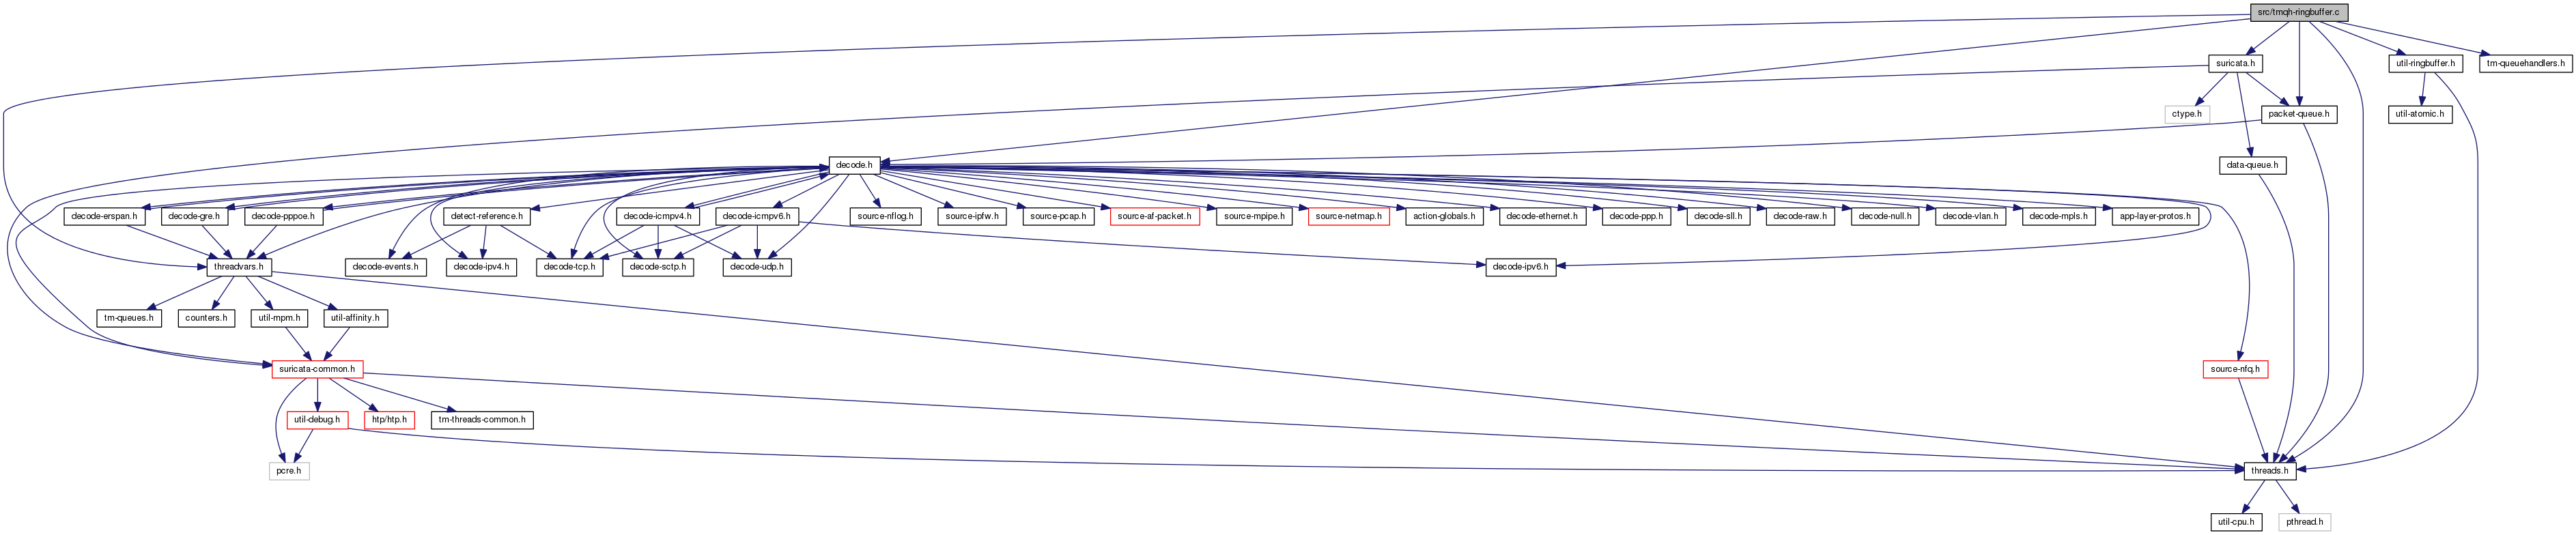 src/tmqh-ringbuffer.c
suricata.h
util-ringbuffer.h
tm-queuehandlers.h
ctype.h
packet-queue.h
util-atomic.h
decode.h
data-queue.h
decode-erspan.h
decode-gre.h
decode-pppoe.h
detect-reference.h
decode-icmpv4.h
decode-icmpv6.h
source-nflog.h
source-ipfw.h
source-pcap.h
source-af-packet.h
source-mpipe.h
source-netmap.h
action-globals.h
decode-ethernet.h
decode-ppp.h
decode-sll.h
decode-raw.h
decode-null.h
decode-vlan.h
decode-mpls.h
app-layer-protos.h
threadvars.h
decode-events.h
decode-ipv4.h
decode-tcp.h
decode-sctp.h
decode-udp.h
decode-ipv6.h
tm-queues.h
counters.h
util-mpm.h
util-affinity.h
suricata-common.h
source-nfq.h
util-debug.h
htp/htp.h
tm-threads-common.h
pcre.h
threads.h
util-cpu.h
pthread.h